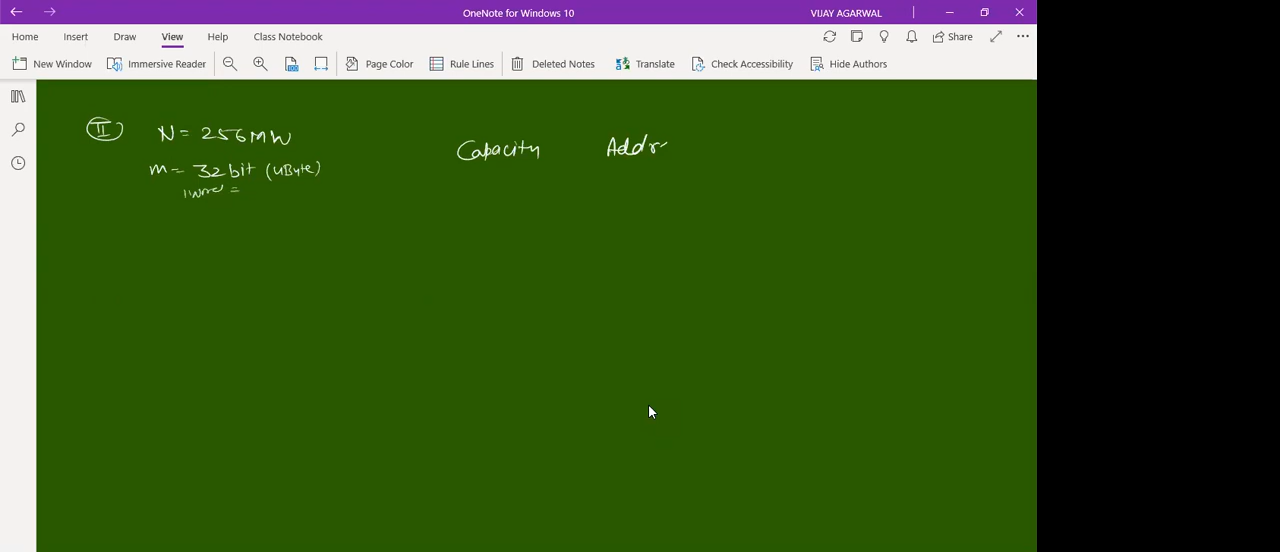 OneNote for Windows 10
VIJAY AGARWAL
Home Insert Draw View Help Class Notebook Share
New Window Immersive Reader Page Color Rule Lines Deleted Notes Translate Check Accessibility Hide Authors
II N = 256MW
Capacity Addr
m = 32 bit (4Byte)
1word =